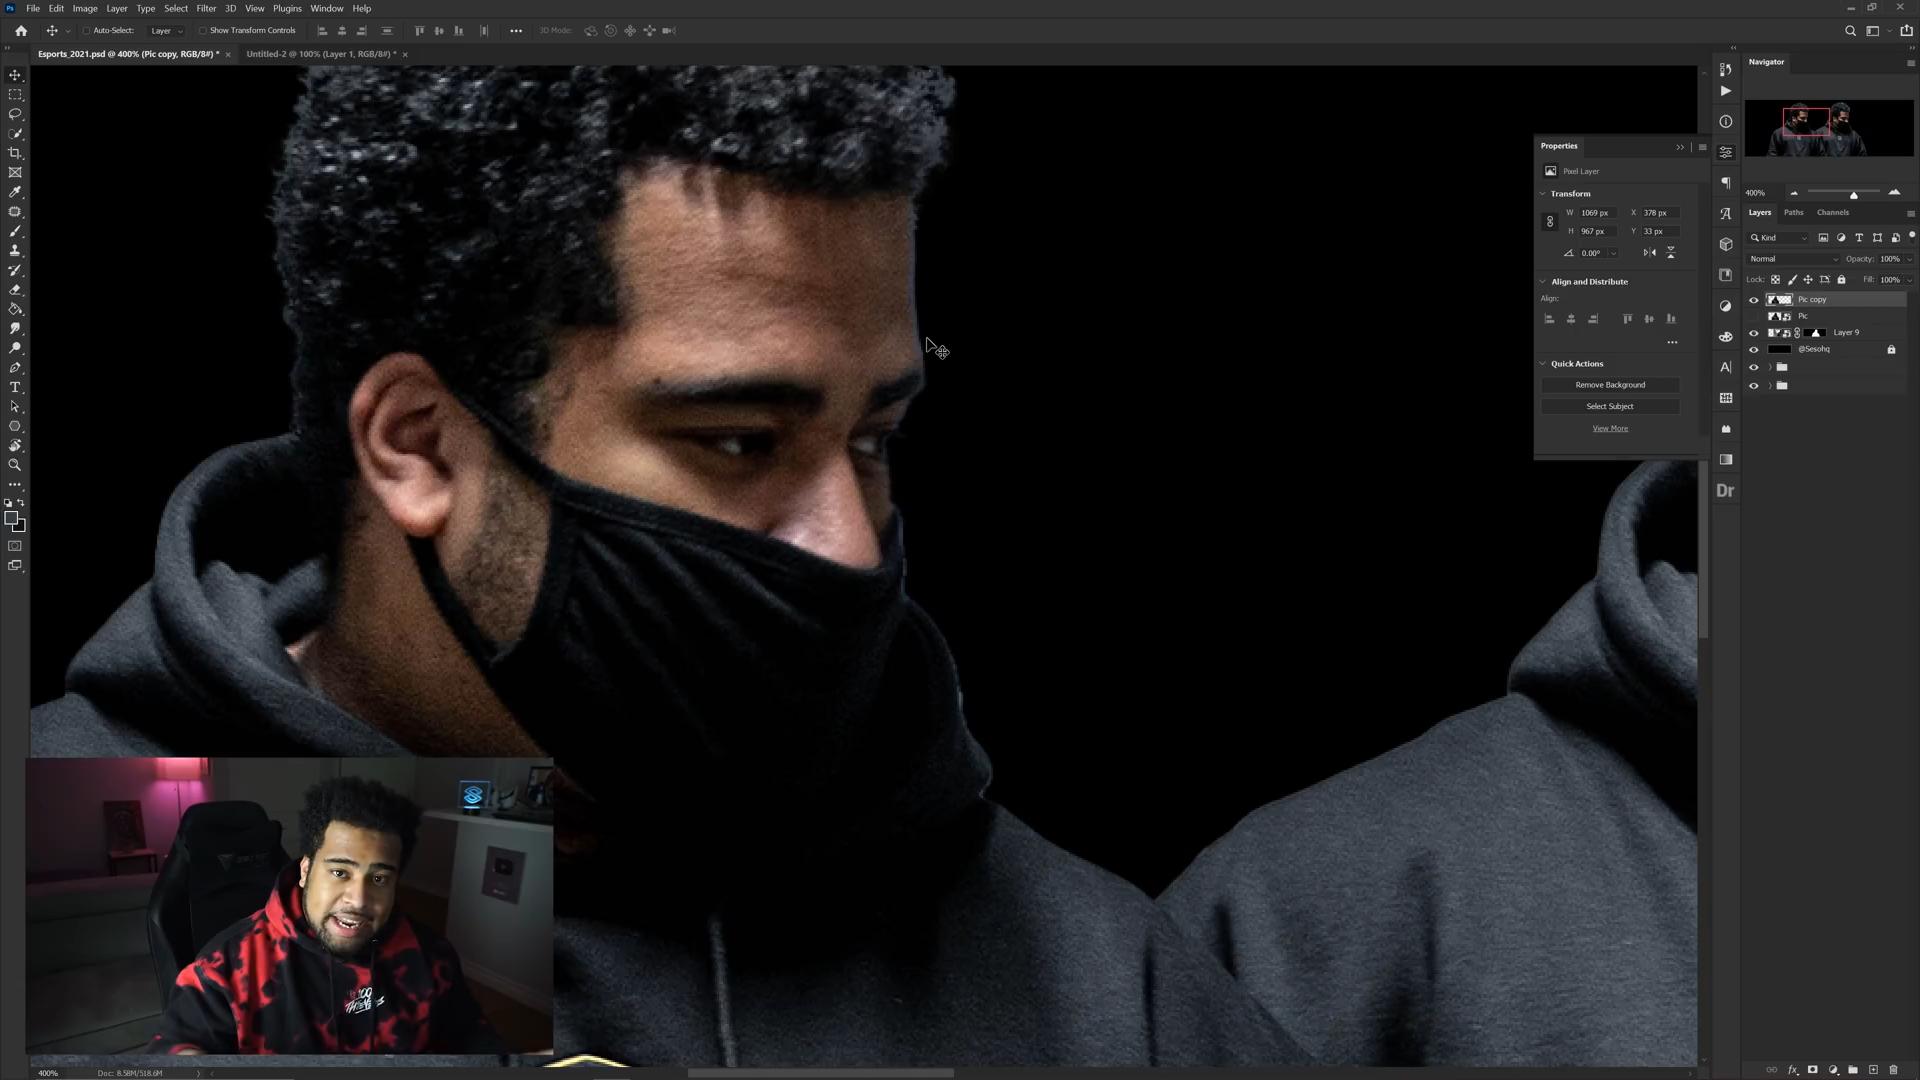 Ps File Edit Image Layer Type Select Filter 3D View Plugins Window Help
Auto-Select: Layer Show Transform Controls 3D Mode:
Esports_2021.psd @ 400% (Pic copy, RGB/8#) * × Untitled-2 @ 100% (Layer 1, RGB/8#) * ×
Navigator
400%
Properties
Pixel Layer
Transform
W 1069 px X 378 px
H 967 px Y 33 px
0.00°
Align and Distribute
Align:
Quick Actions
Remove Background
Select Subject
View More
Dr
Layers Paths Channels
Kind
Normal Opacity: 100%
Lock: Fill: 100%
Pic copy
Pic
Layer 9
@Sesohq
100
THIEVES
400% Doc: 8.58M/518.6M